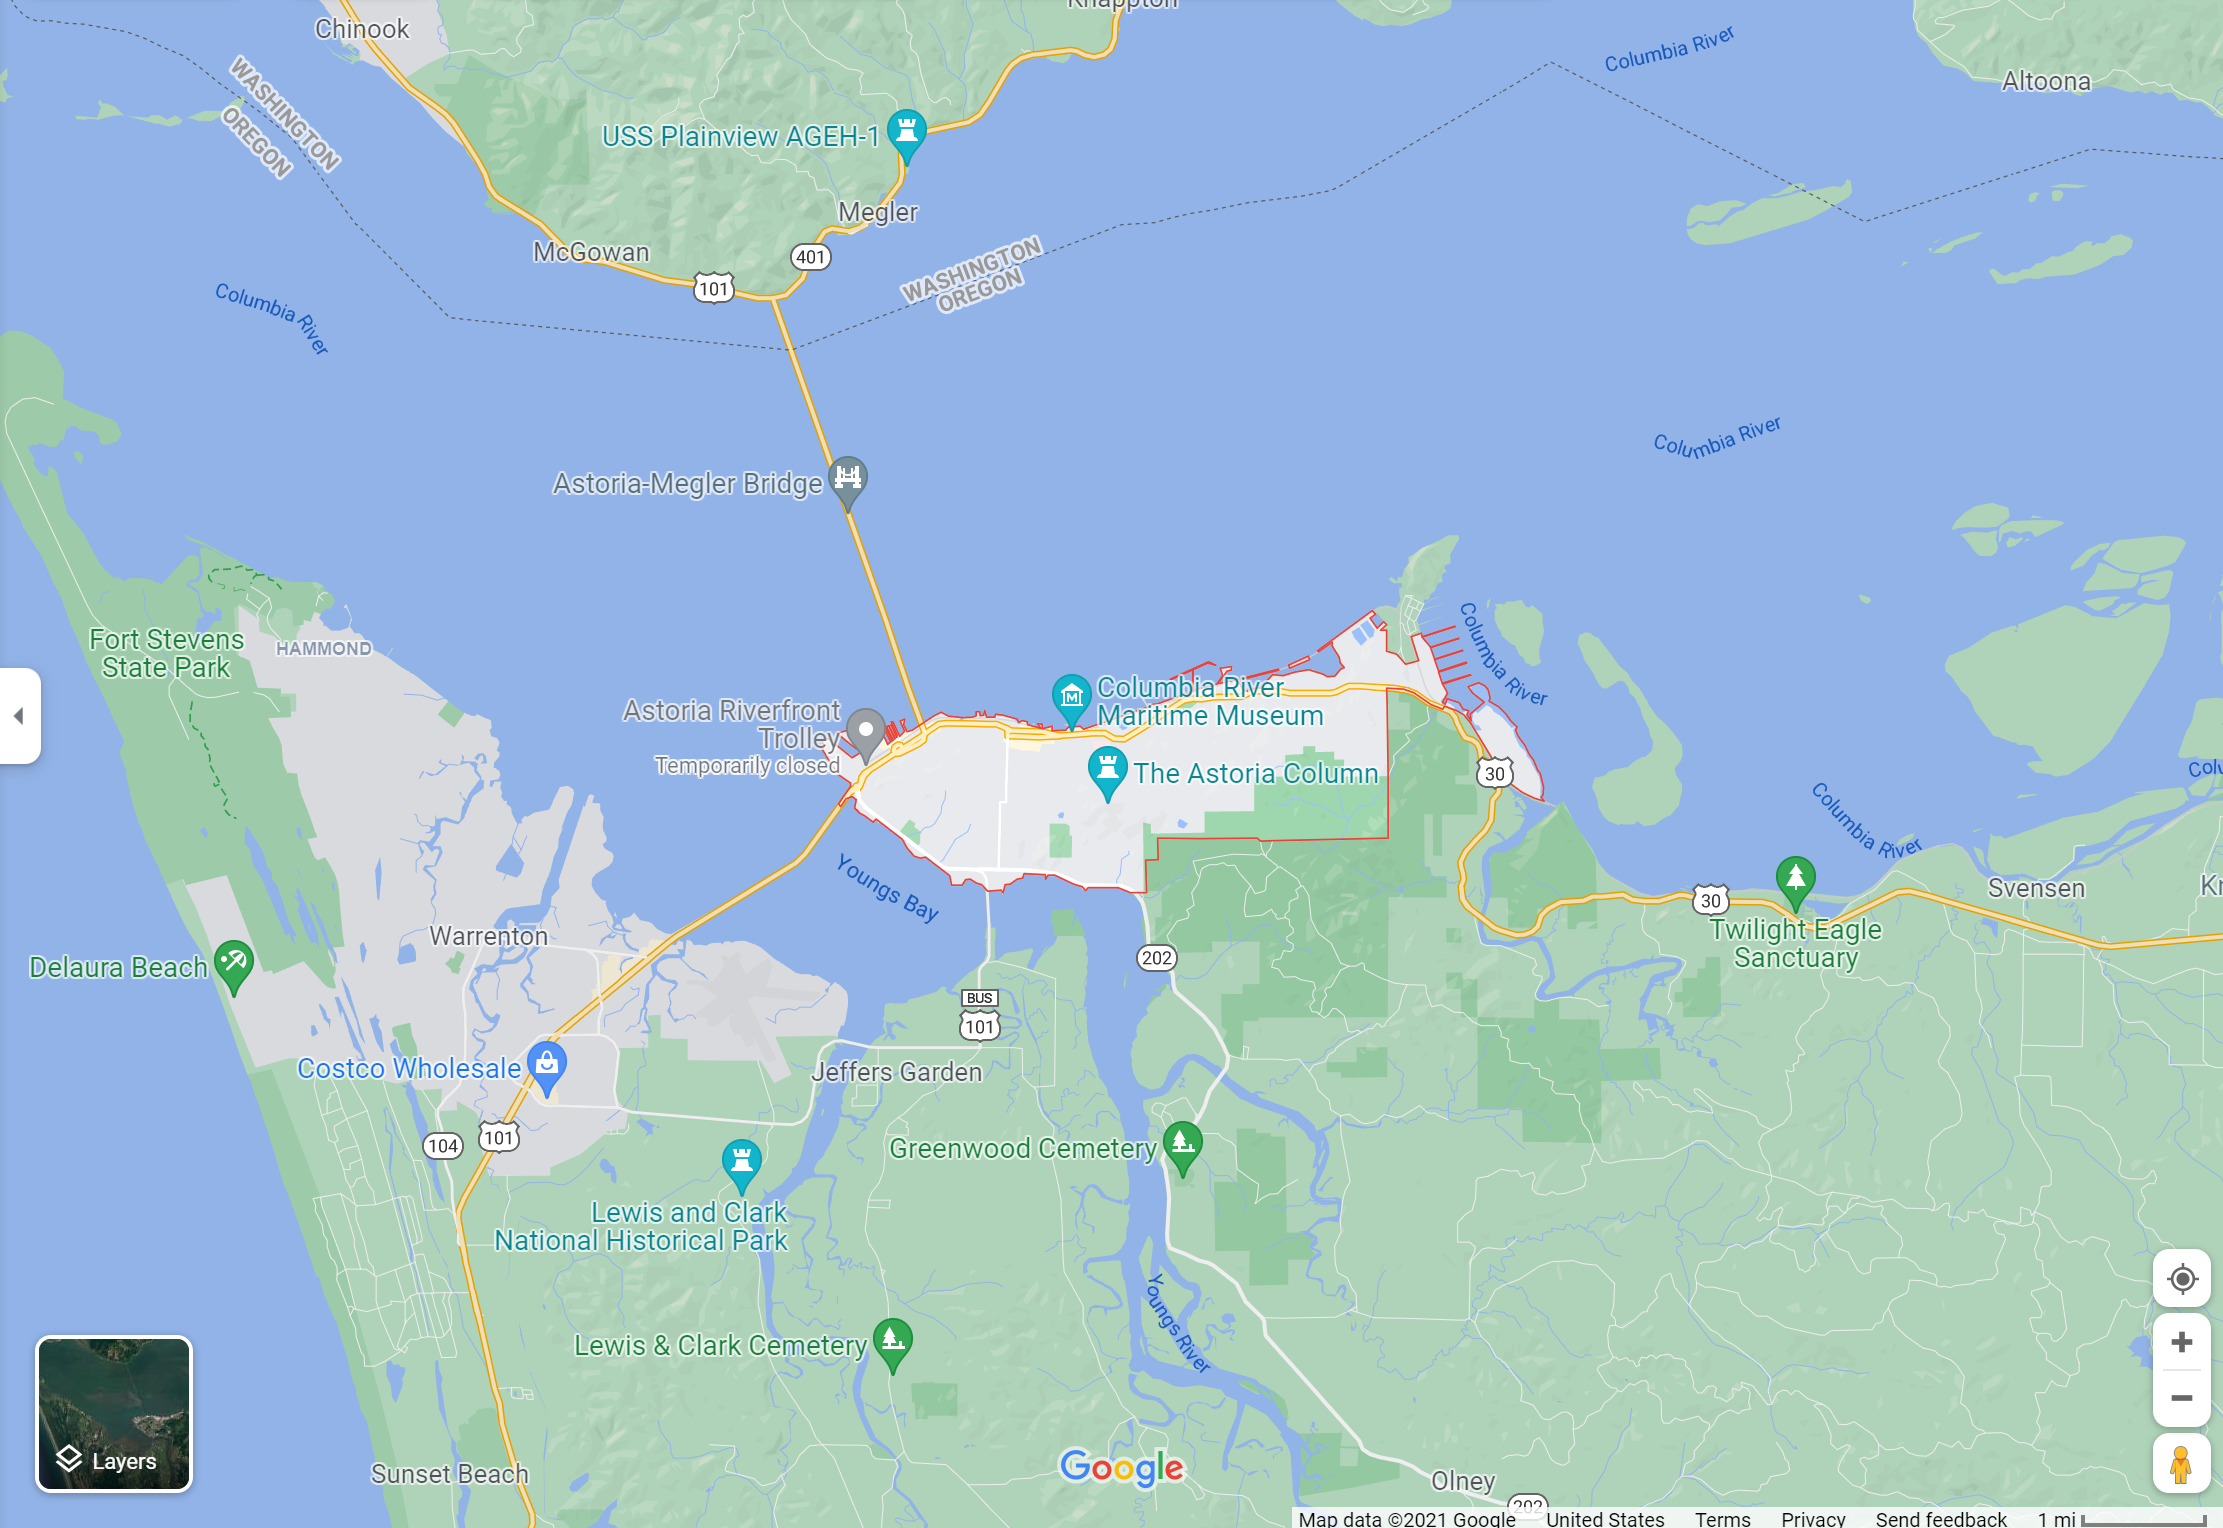 Knappton
Chinook
Columbia River
Altoona
WASHINGTON
OREGON
USS Plainview AGEH-1
Megler
McGowan
401
101
WASHINGTON
OREGON
Columbia River
Columbia River
Astoria-Megler Bridge
Columbia River
Fort Stevens
State Park
HAMMOND
Astoria Riverfront
Trolley
Temporarily closed
Columbia River
Maritime Museum
The Astoria Column
30
Columbia River
Youngs Bay
30
Svensen
Twilight Eagle
Sanctuary
Warrenton
Delaura Beach
202
BUS
101
Costco Wholesale
Jeffers Garden
104
101
Greenwood Cemetery
Lewis and Clark
National Historical Park
Youngs River
Lewis & Clark Cemetery
Layers
Sunset Beach
Google
Olney
202
Map data ©2021 Google
United States
Terms
Privacy
Send feedback
1 mi